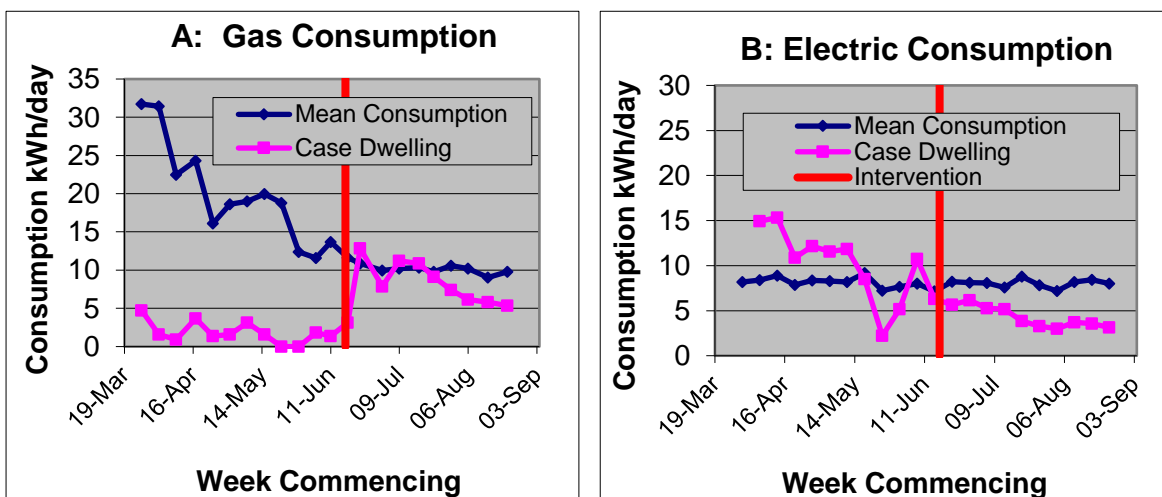 A: Gas Consumption
Consumption kWh/day
35
30
25
20
15
10
5
0
Mean Consumption
Case Dwelling
19-Mar
16-Apr
14-May
11-Jun
09-Jul
06-Aug
03-Sep
Week Commencing
B: Electric Consumption
Consumption kWh/day
30
25
20
15
10
5
0
Mean Consumption
Case Dwelling
Intervention
19-Mar
16-Apr
14-May
11-Jun
09-Jul
06-Aug
03-Sep
Week Commencing